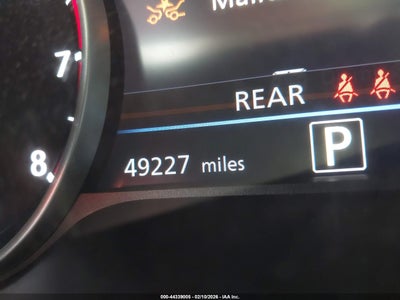 7
REAR
49227 miles
P
8
000-44339005 - 02/10/2026 - IAA Inc.